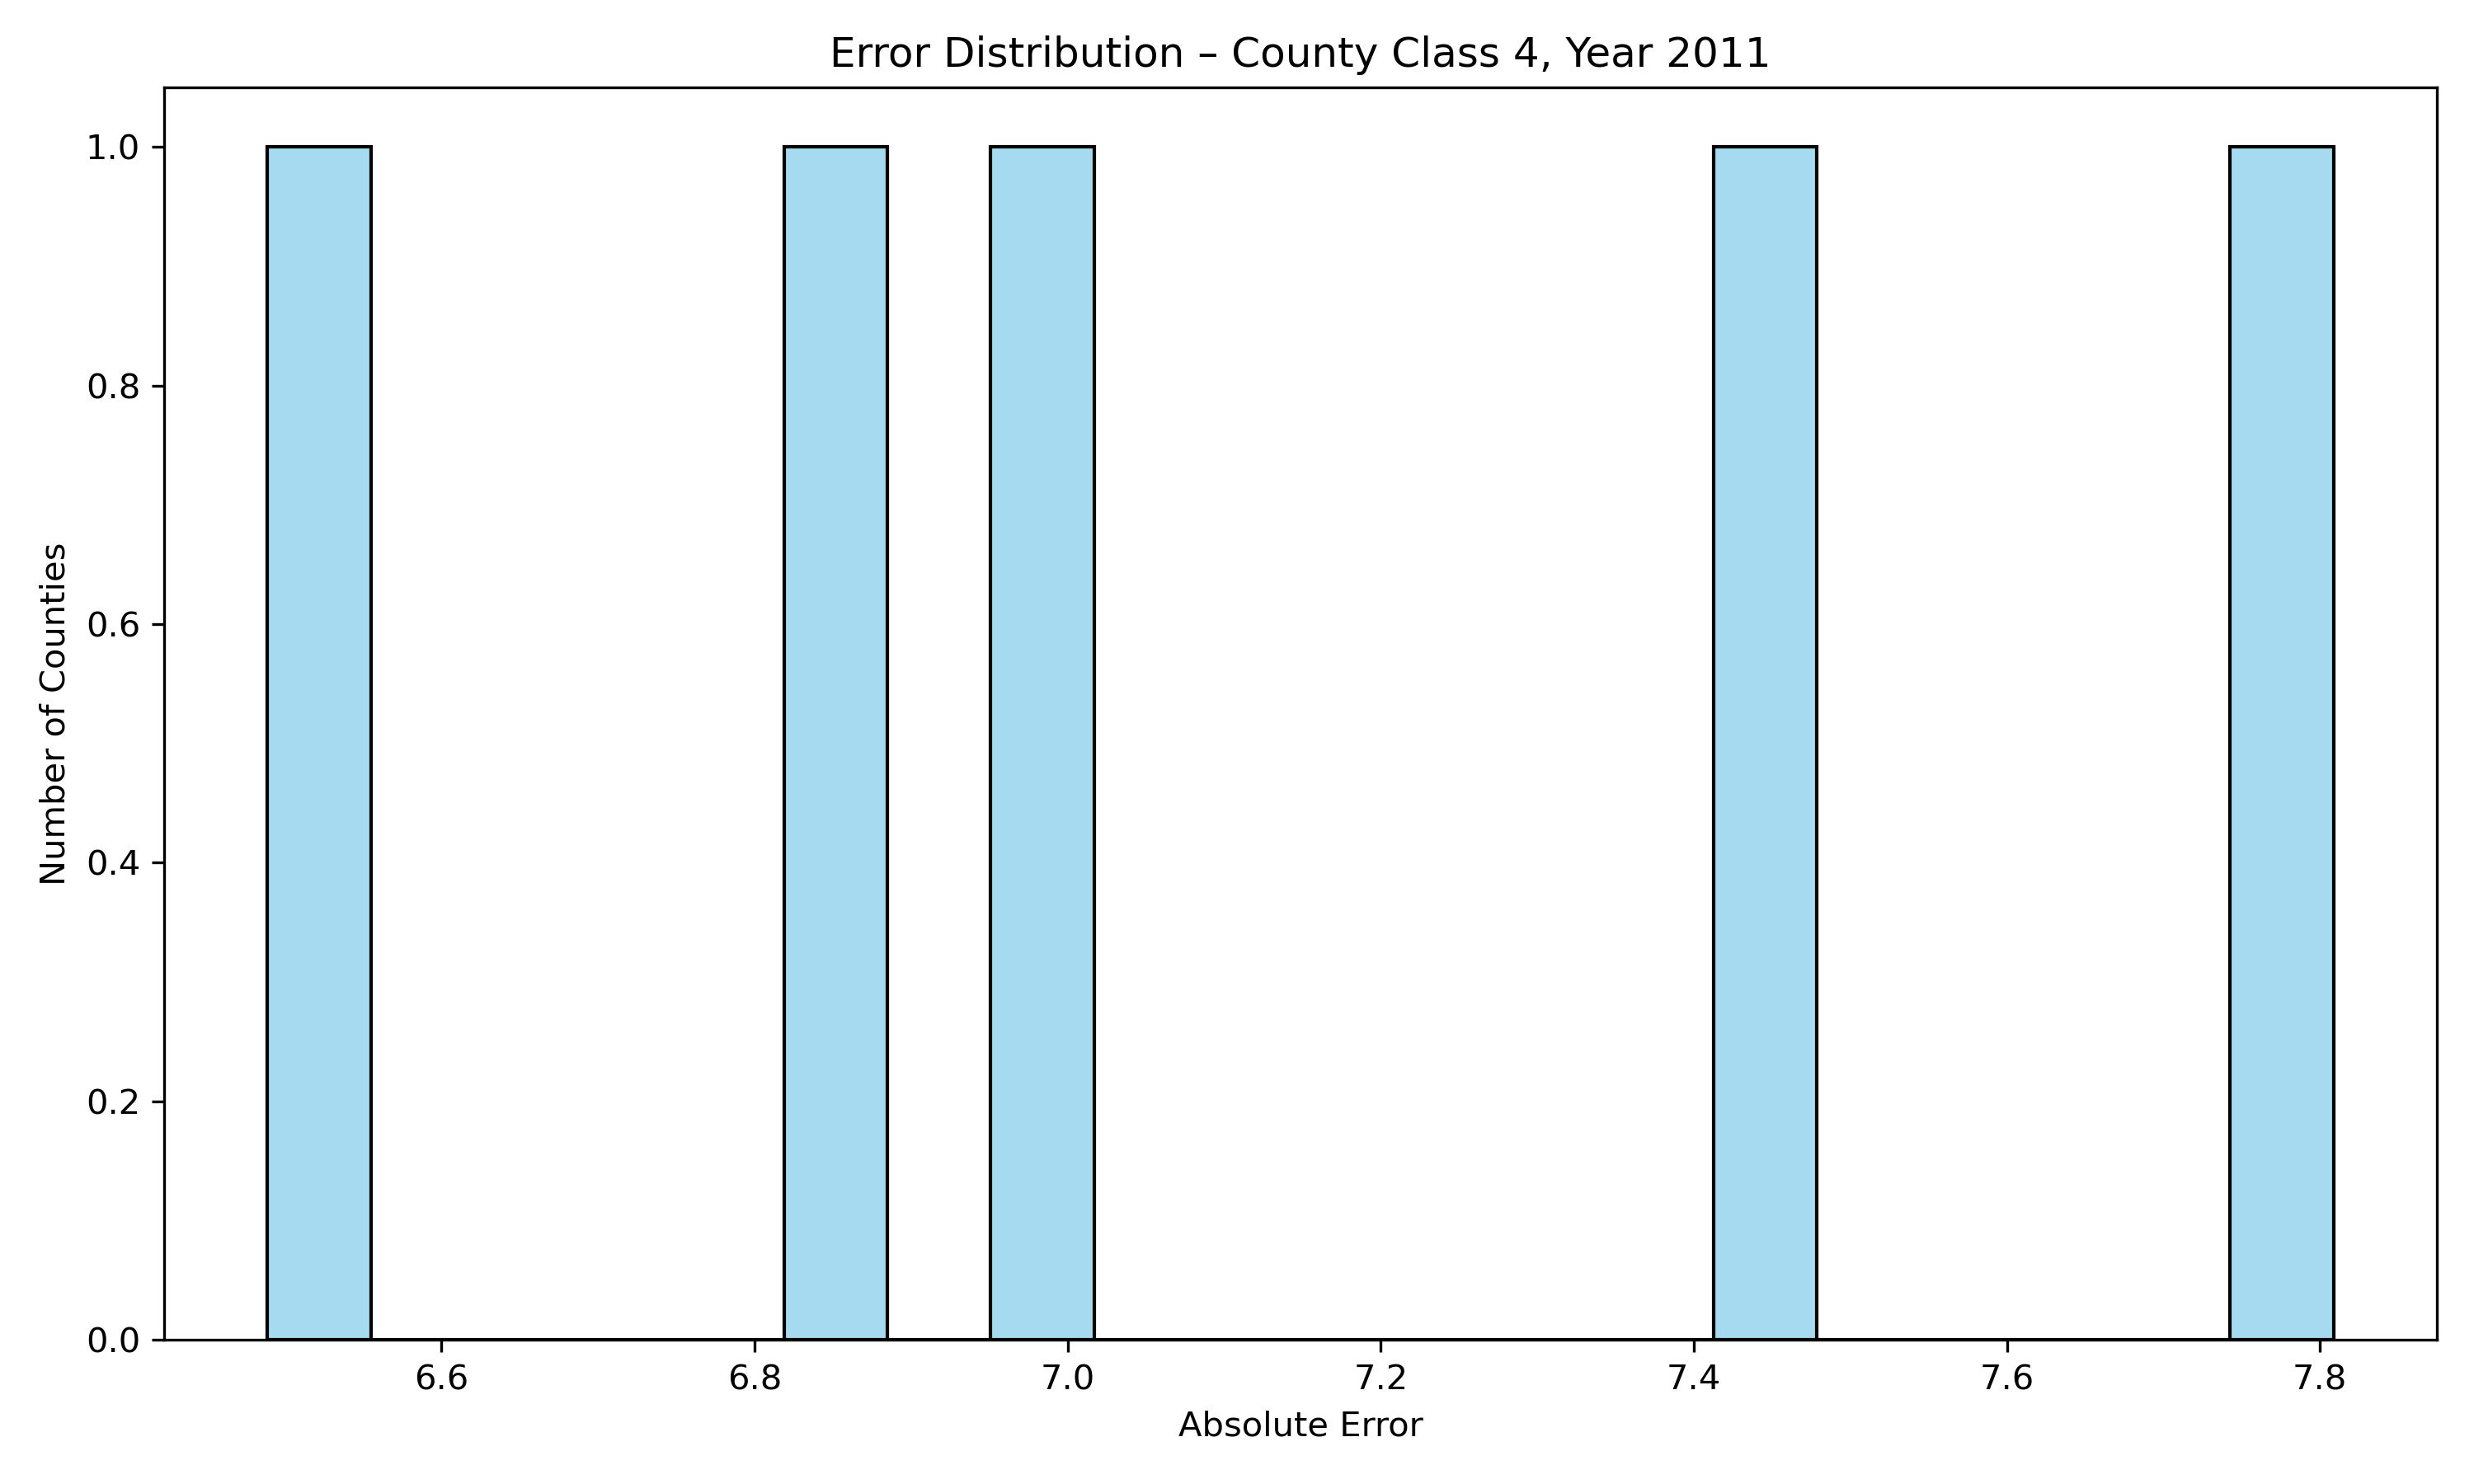 Error Distribution – County Class 4, Year 2011
1.0
0.8
0.6
0.4
0.2
0.0
Number of Counties
6.6 6.8 7.0 7.2 7.4 7.6 7.8
Absolute Error